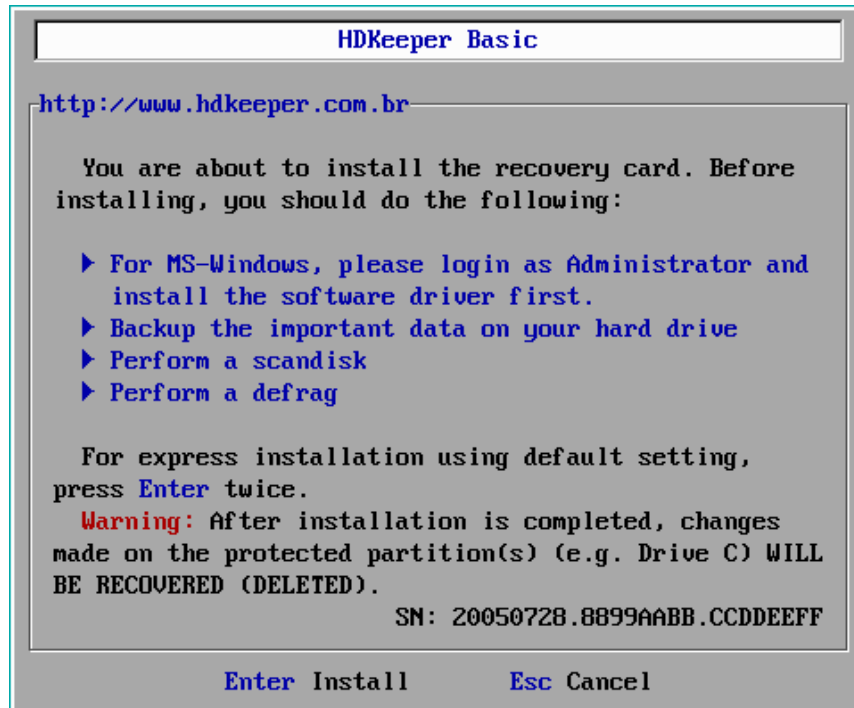 HDKeeper Basic
http://www.hdkeeper.com.br
You are about to install the recovery card. Before
installing, you should do the following:
For MS-Windows, please login as Administrator and
install the software driver first.
Backup the important data on your hard drive
Perform a scandisk
Perform a defrag
For express installation using default setting,
press Enter twice.
Warning: After installation is completed, changes
made on the protected partition(s) (e.g. Drive C) WILL
BE RECOVERED (DELETED).
SN: 20050728.8899AABB.CCDDEEFF
Enter Install Esc Cancel